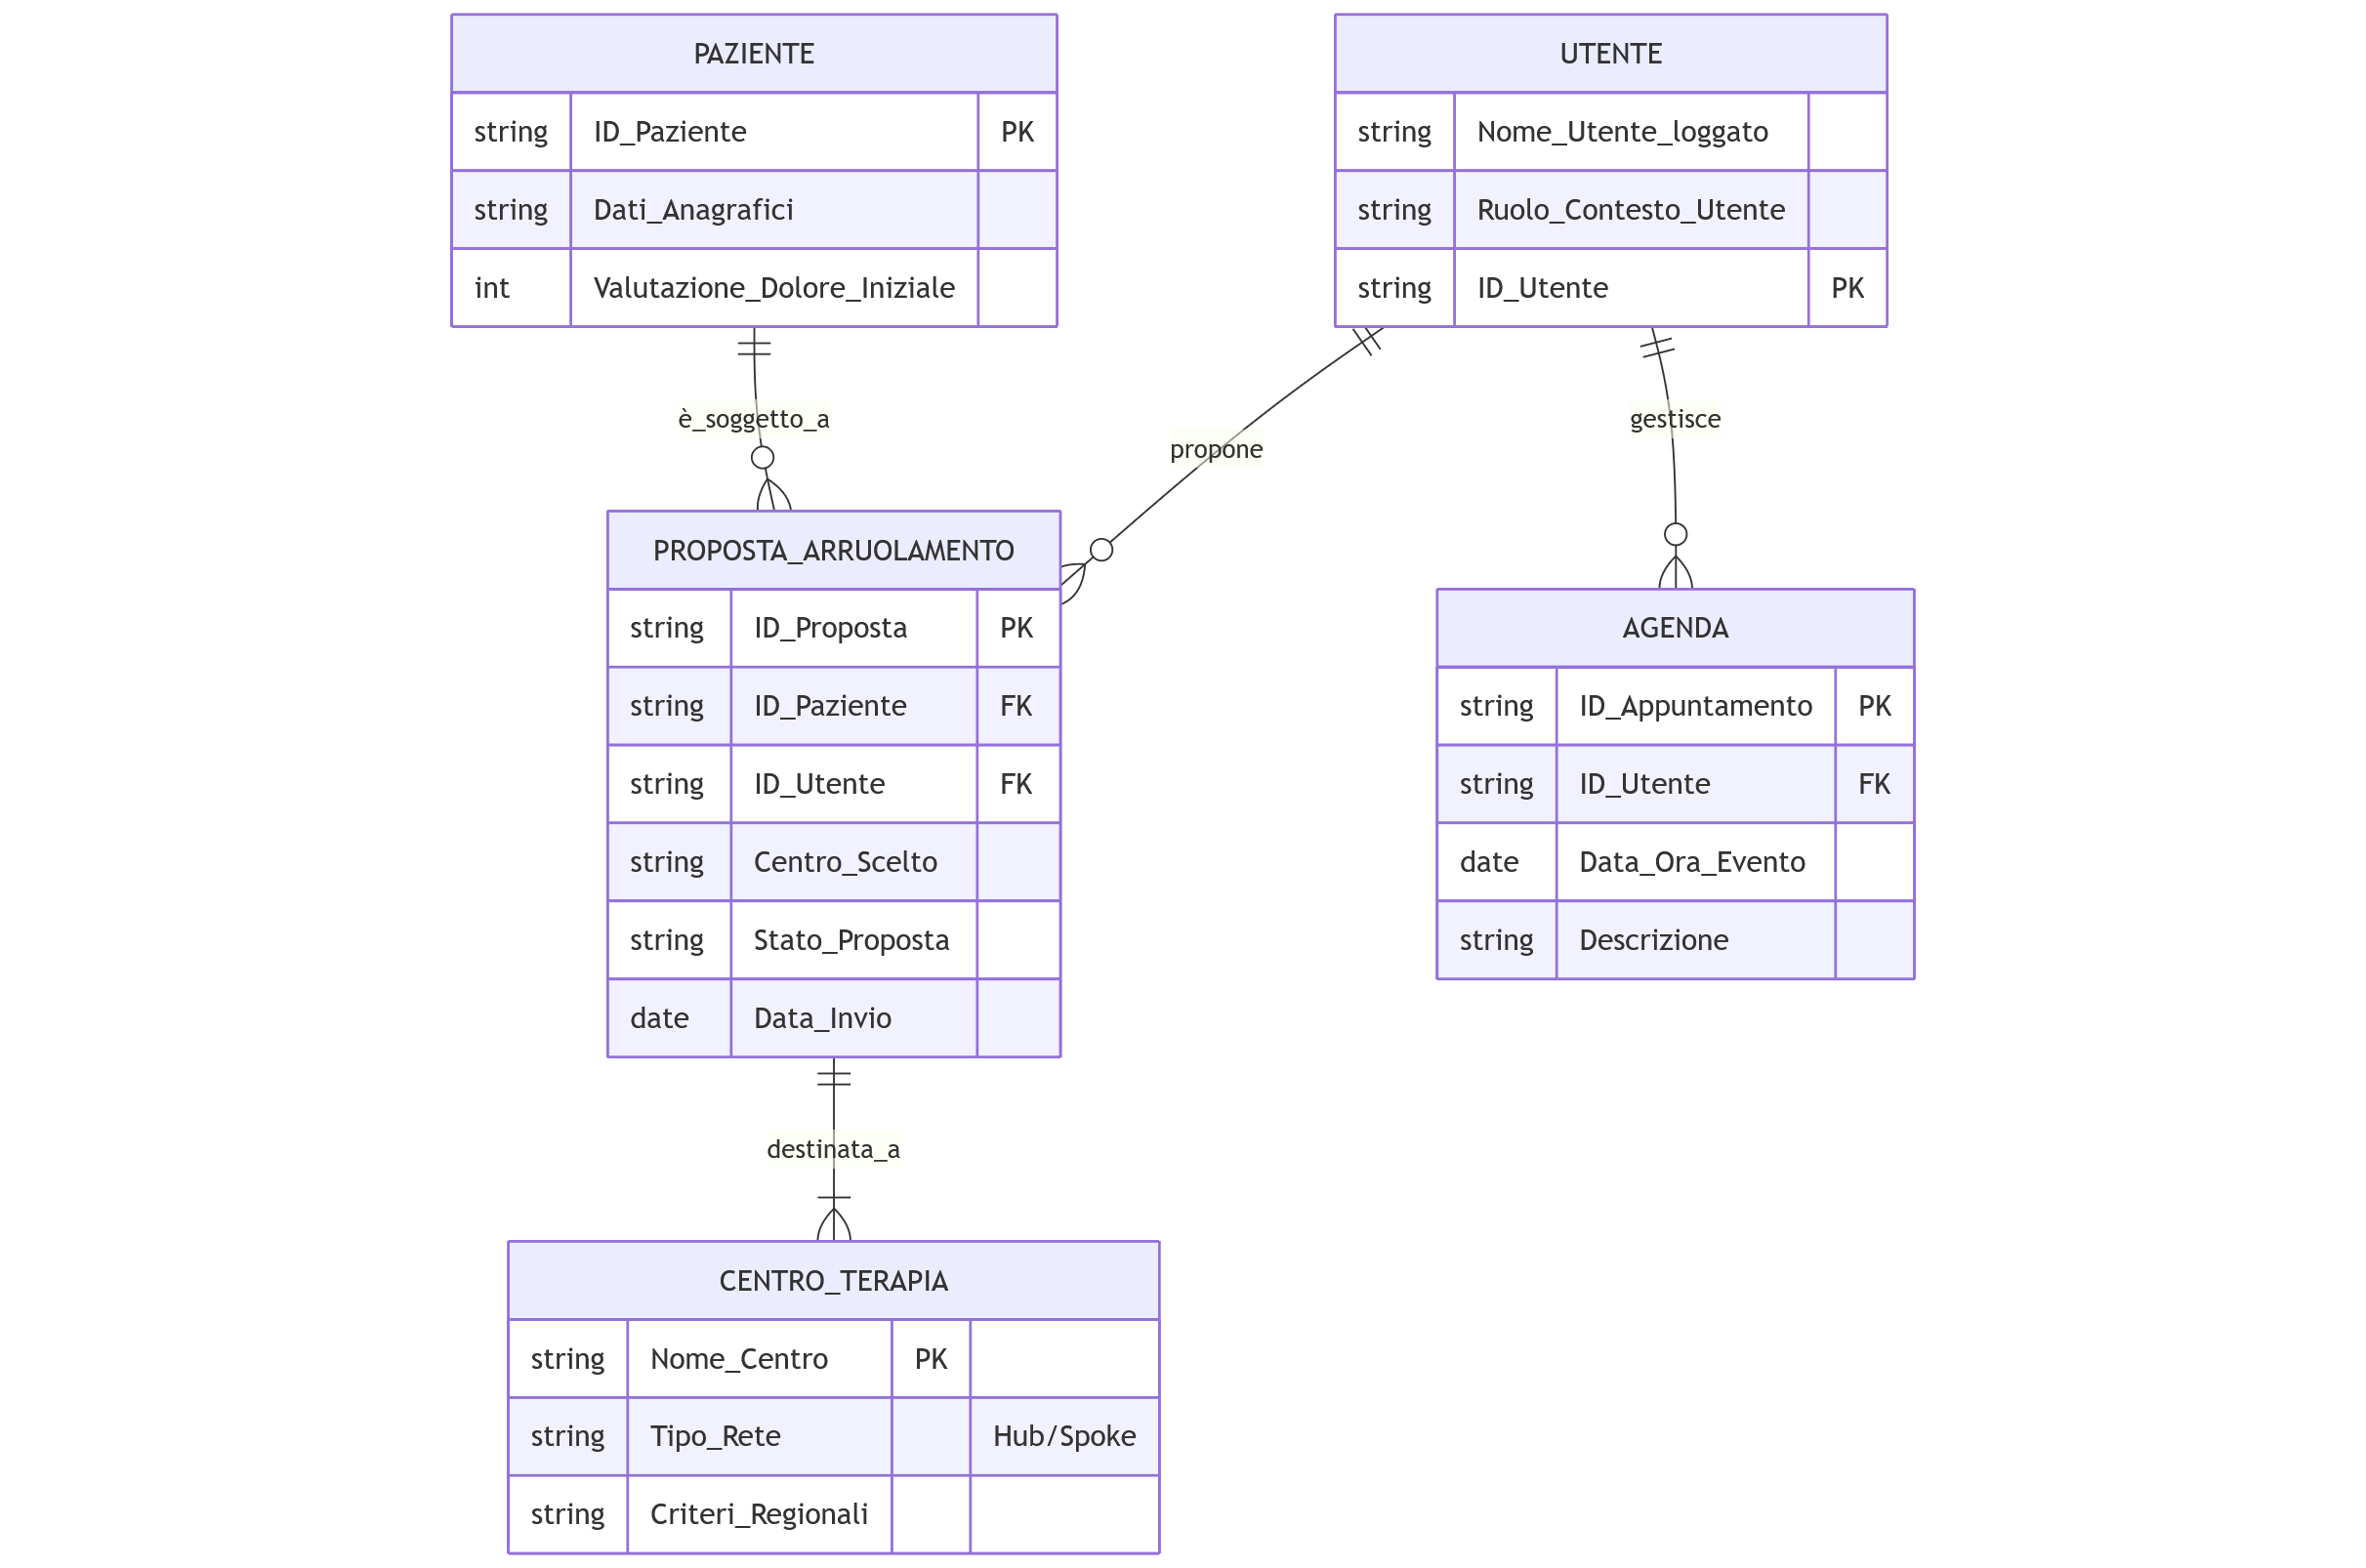 PAZIENTE
string ID_Paziente PK
string Dati_Anagrafici
int Valutazione_Dolore_Iniziale
UTENTE
string Nome_Utente_loggato
string Ruolo_Contesto_Utente
string ID_Utente PK
è_soggetto_a
propone
gestisce
PROPOSTA_ARRUOLAMENTO
string ID_Proposta PK
string ID_Paziente FK
string ID_Utente FK
string Centro_Scelto
string Stato_Proposta
date Data_Invio
AGENDA
string ID_Appuntamento PK
string ID_Utente FK
date Data_Ora_Evento
string Descrizione
destinata_a
CENTRO_TERAPIA
string Nome_Centro PK
string Tipo_Rete Hub/Spoke
string Criteri_Regionali